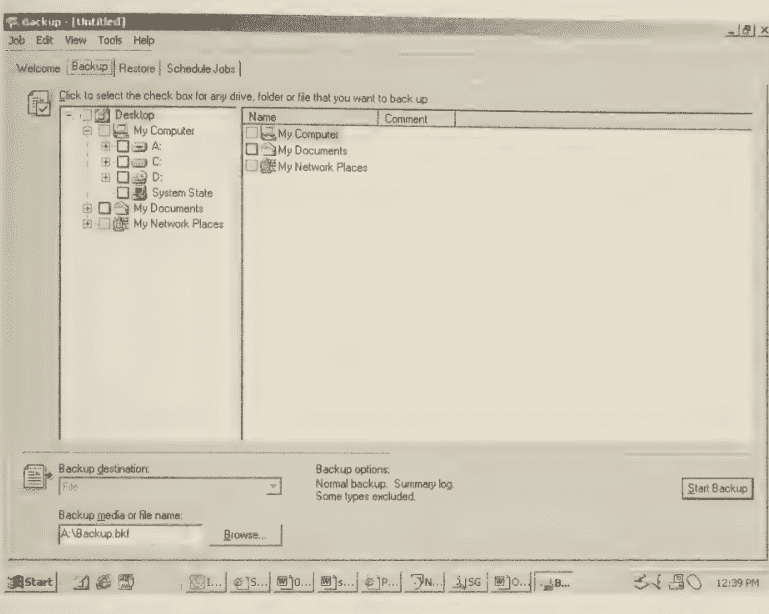 Backup - [Untitled]
Job Edit View Tools Help
Welcome Backup Restore Schedule Jobs
Click to select the check box for any drive, folder or file that you want to back up
Desktop
My Computer
A:
C:
D:
System State
My Documents
My Network Places
Name Comment
My Computer
My Documents
My Network Places
Backup destination:
File
Backup media or file name:
A:\Backup.bkf
Browse...
Backup options:
Normal backup. Summary log.
Some types excluded.
Start Backup
Start I... S... O... s... P... N... SG O... B... 12:39 PM